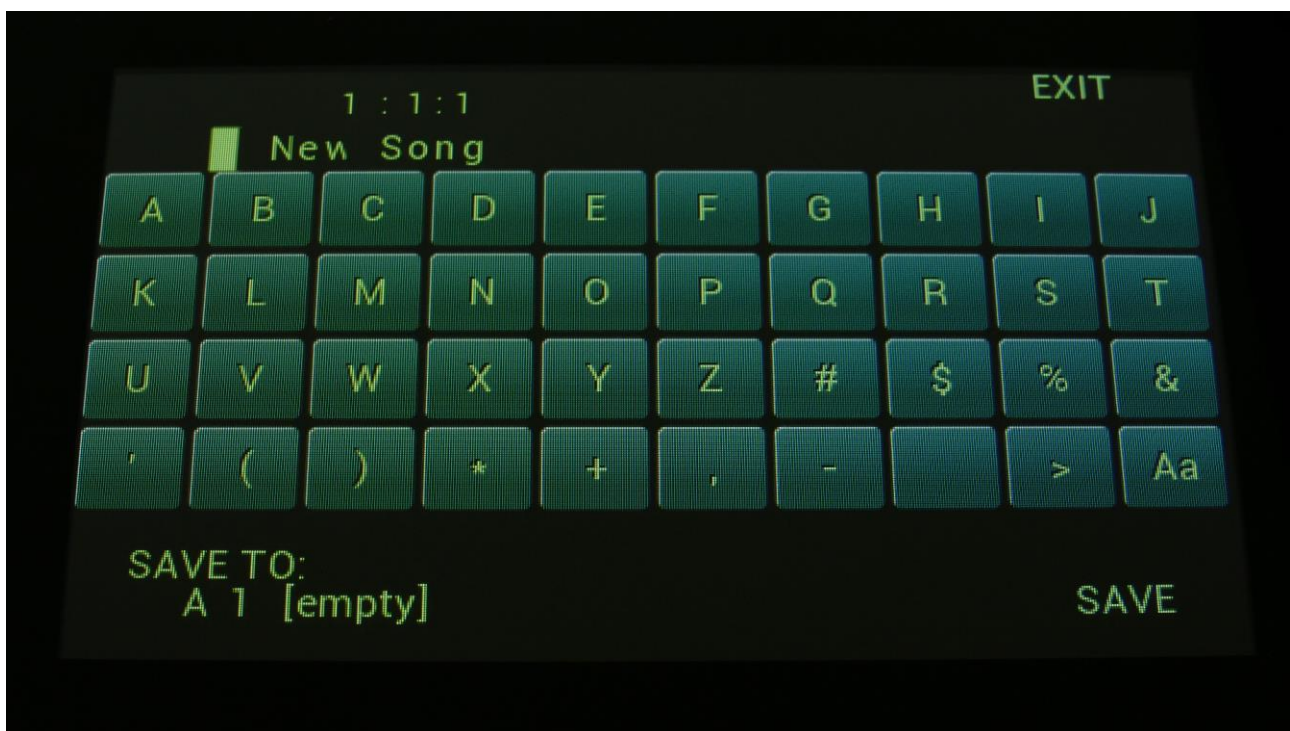 EXIT
1 : 1 : 1
New Song
A B C D E F G H I J
K L M N O P Q R S T
U V W X Y Z # $ % &
' ( ) * + , - > Aa
SAVE TO:
A 1 [empty]
SAVE